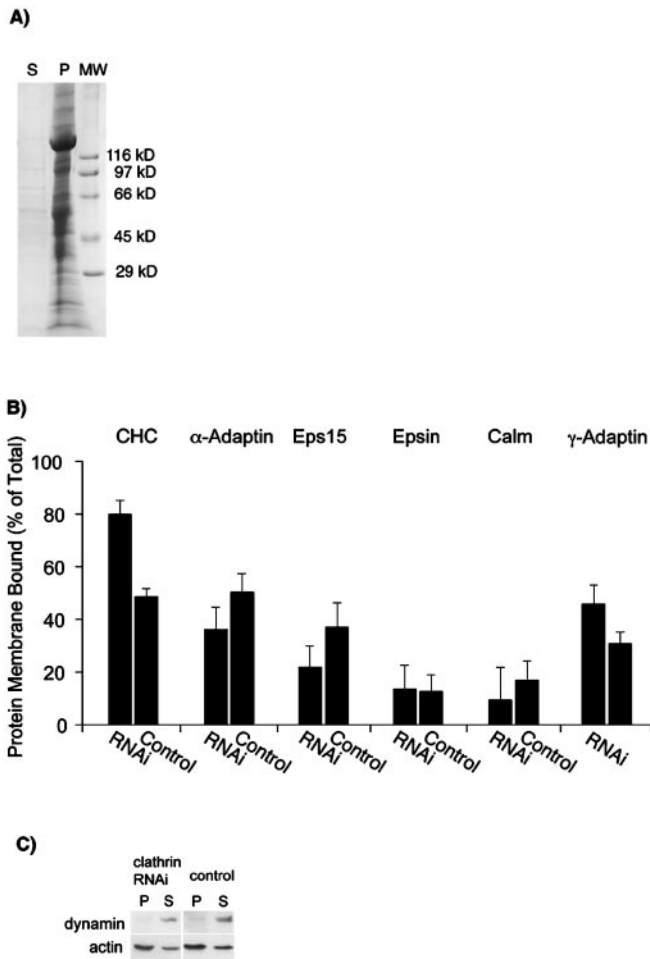 A)
S P MW
116 kD
97 kD
66 kD
45 kD
29 kD
B)
CHC α-Adaptin Eps15 Epsin Calm γ-Adaptin
Protein Membrane Bound (% of Total)
100
80
60
40
20
0
RNAi Control RNAi Control RNAi Control RNAi Control RNAi Control RNAi
C)
clathrin
RNAi control
P S P S
dynamin
actin